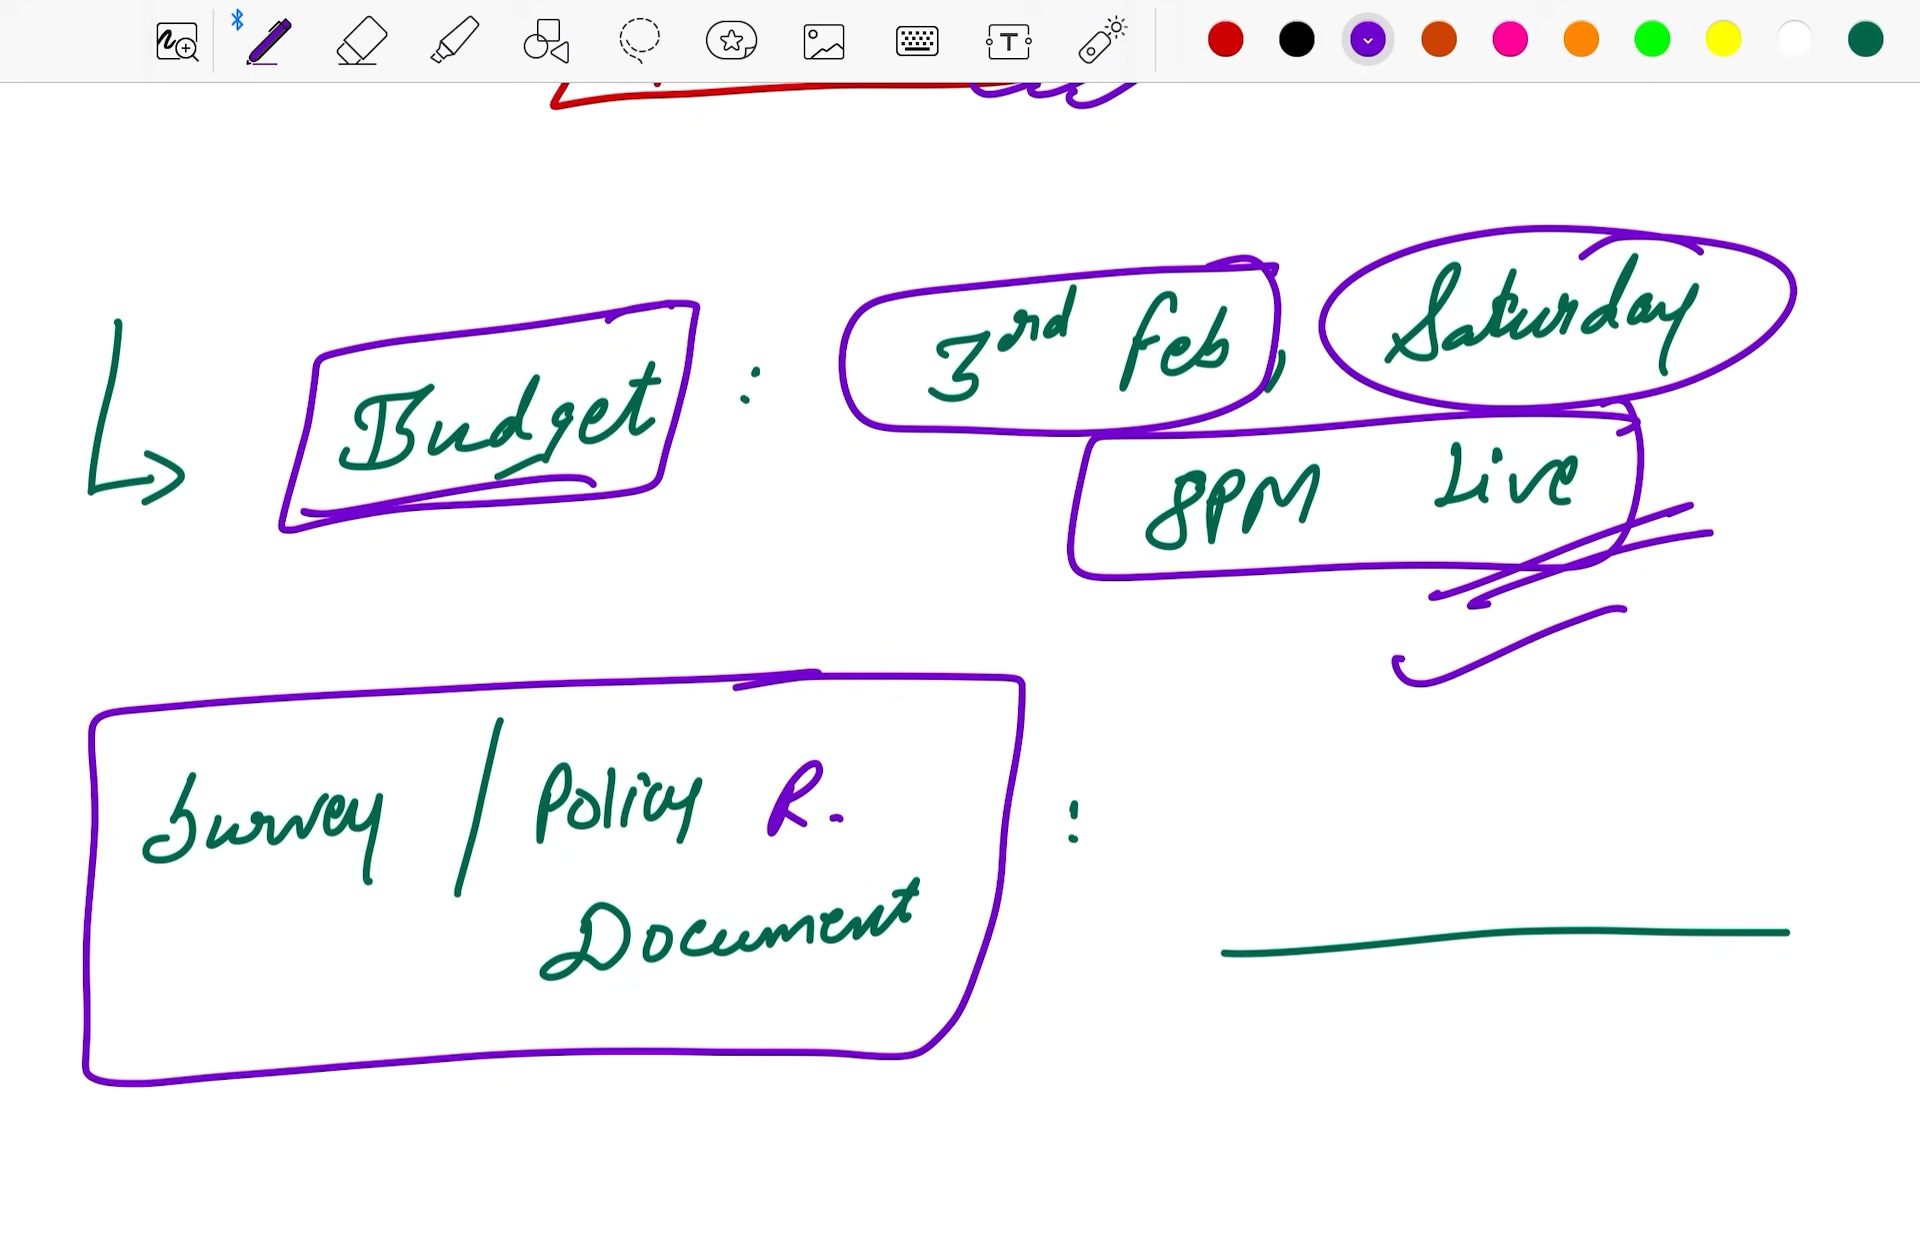 Budget : 3rd Feb, Saturday
8PM Live
Survey / Policy R. :
Document